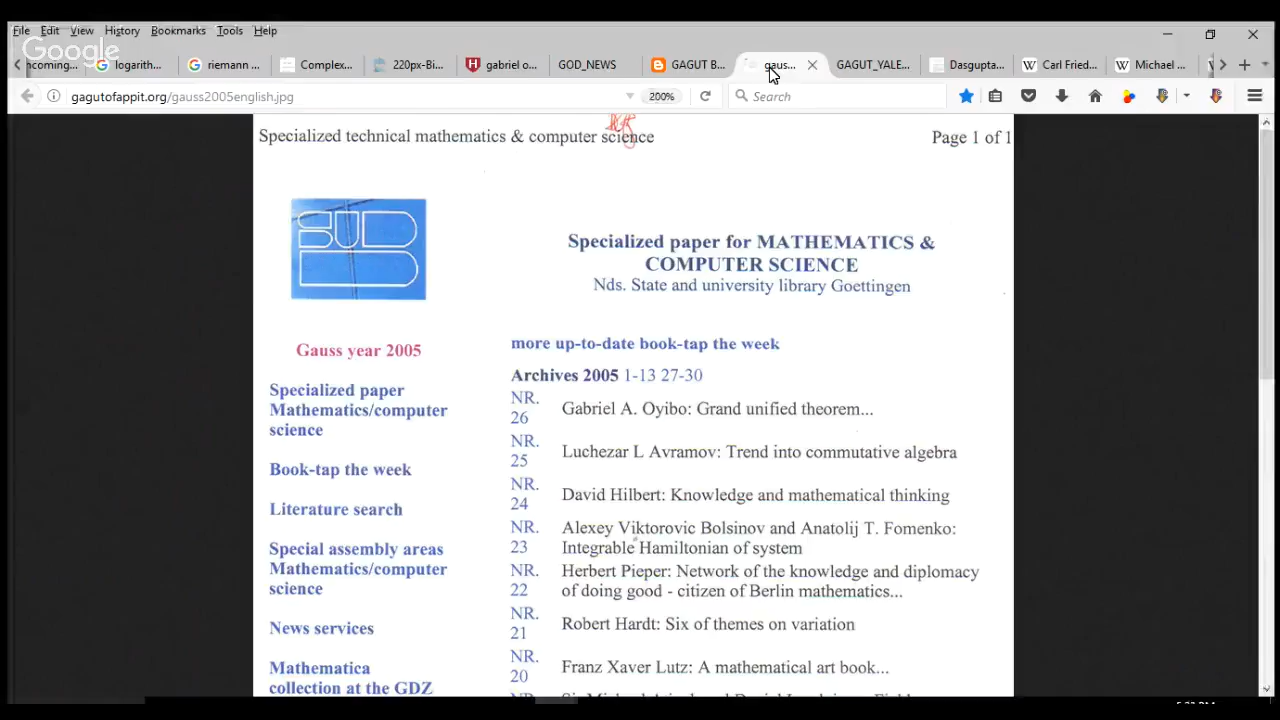 File Edit View History Bookmarks Tools Help
Google
ncoming... logarith... riemann ... Complex... 220px-Bi... gabriel o... GOD_NEWS GAGUT B... gaus... GAGUT_YALE... Dasgupta... Carl Fried... Michael ...
gagutofappit.org/gauss2005english.jpg 200% Search
Specialized technical mathematics & computer science Page 1 of 1
SUB
Specialized paper for MATHEMATICS &
COMPUTER SCIENCE
Nds. State and university library Goettingen
Gauss year 2005
Specialized paper
Mathematics/computer
science
Book-tap the week
Literature search
Special assembly areas
Mathematics/computer
science
News services
Mathematica
collection at the GDZ
more up-to-date book-tap the week
Archives 2005 1-13 27-30
NR.
26 Gabriel A. Oyibo: Grand unified theorem...
NR.
25 Luchezar L Avramov: Trend into commutative algebra
NR.
24 David Hilbert: Knowledge and mathematical thinking
NR. Alexey Viktorovic Bolsinov and Anatolij T. Fomenko:
23 Integrable Hamiltonian of system
NR. Herbert Pieper: Network of the knowledge and diplomacy
22 of doing good - citizen of Berlin mathematics...
NR.
21 Robert Hardt: Six of themes on variation
NR.
20 Franz Xaver Lutz: A mathematical art book...